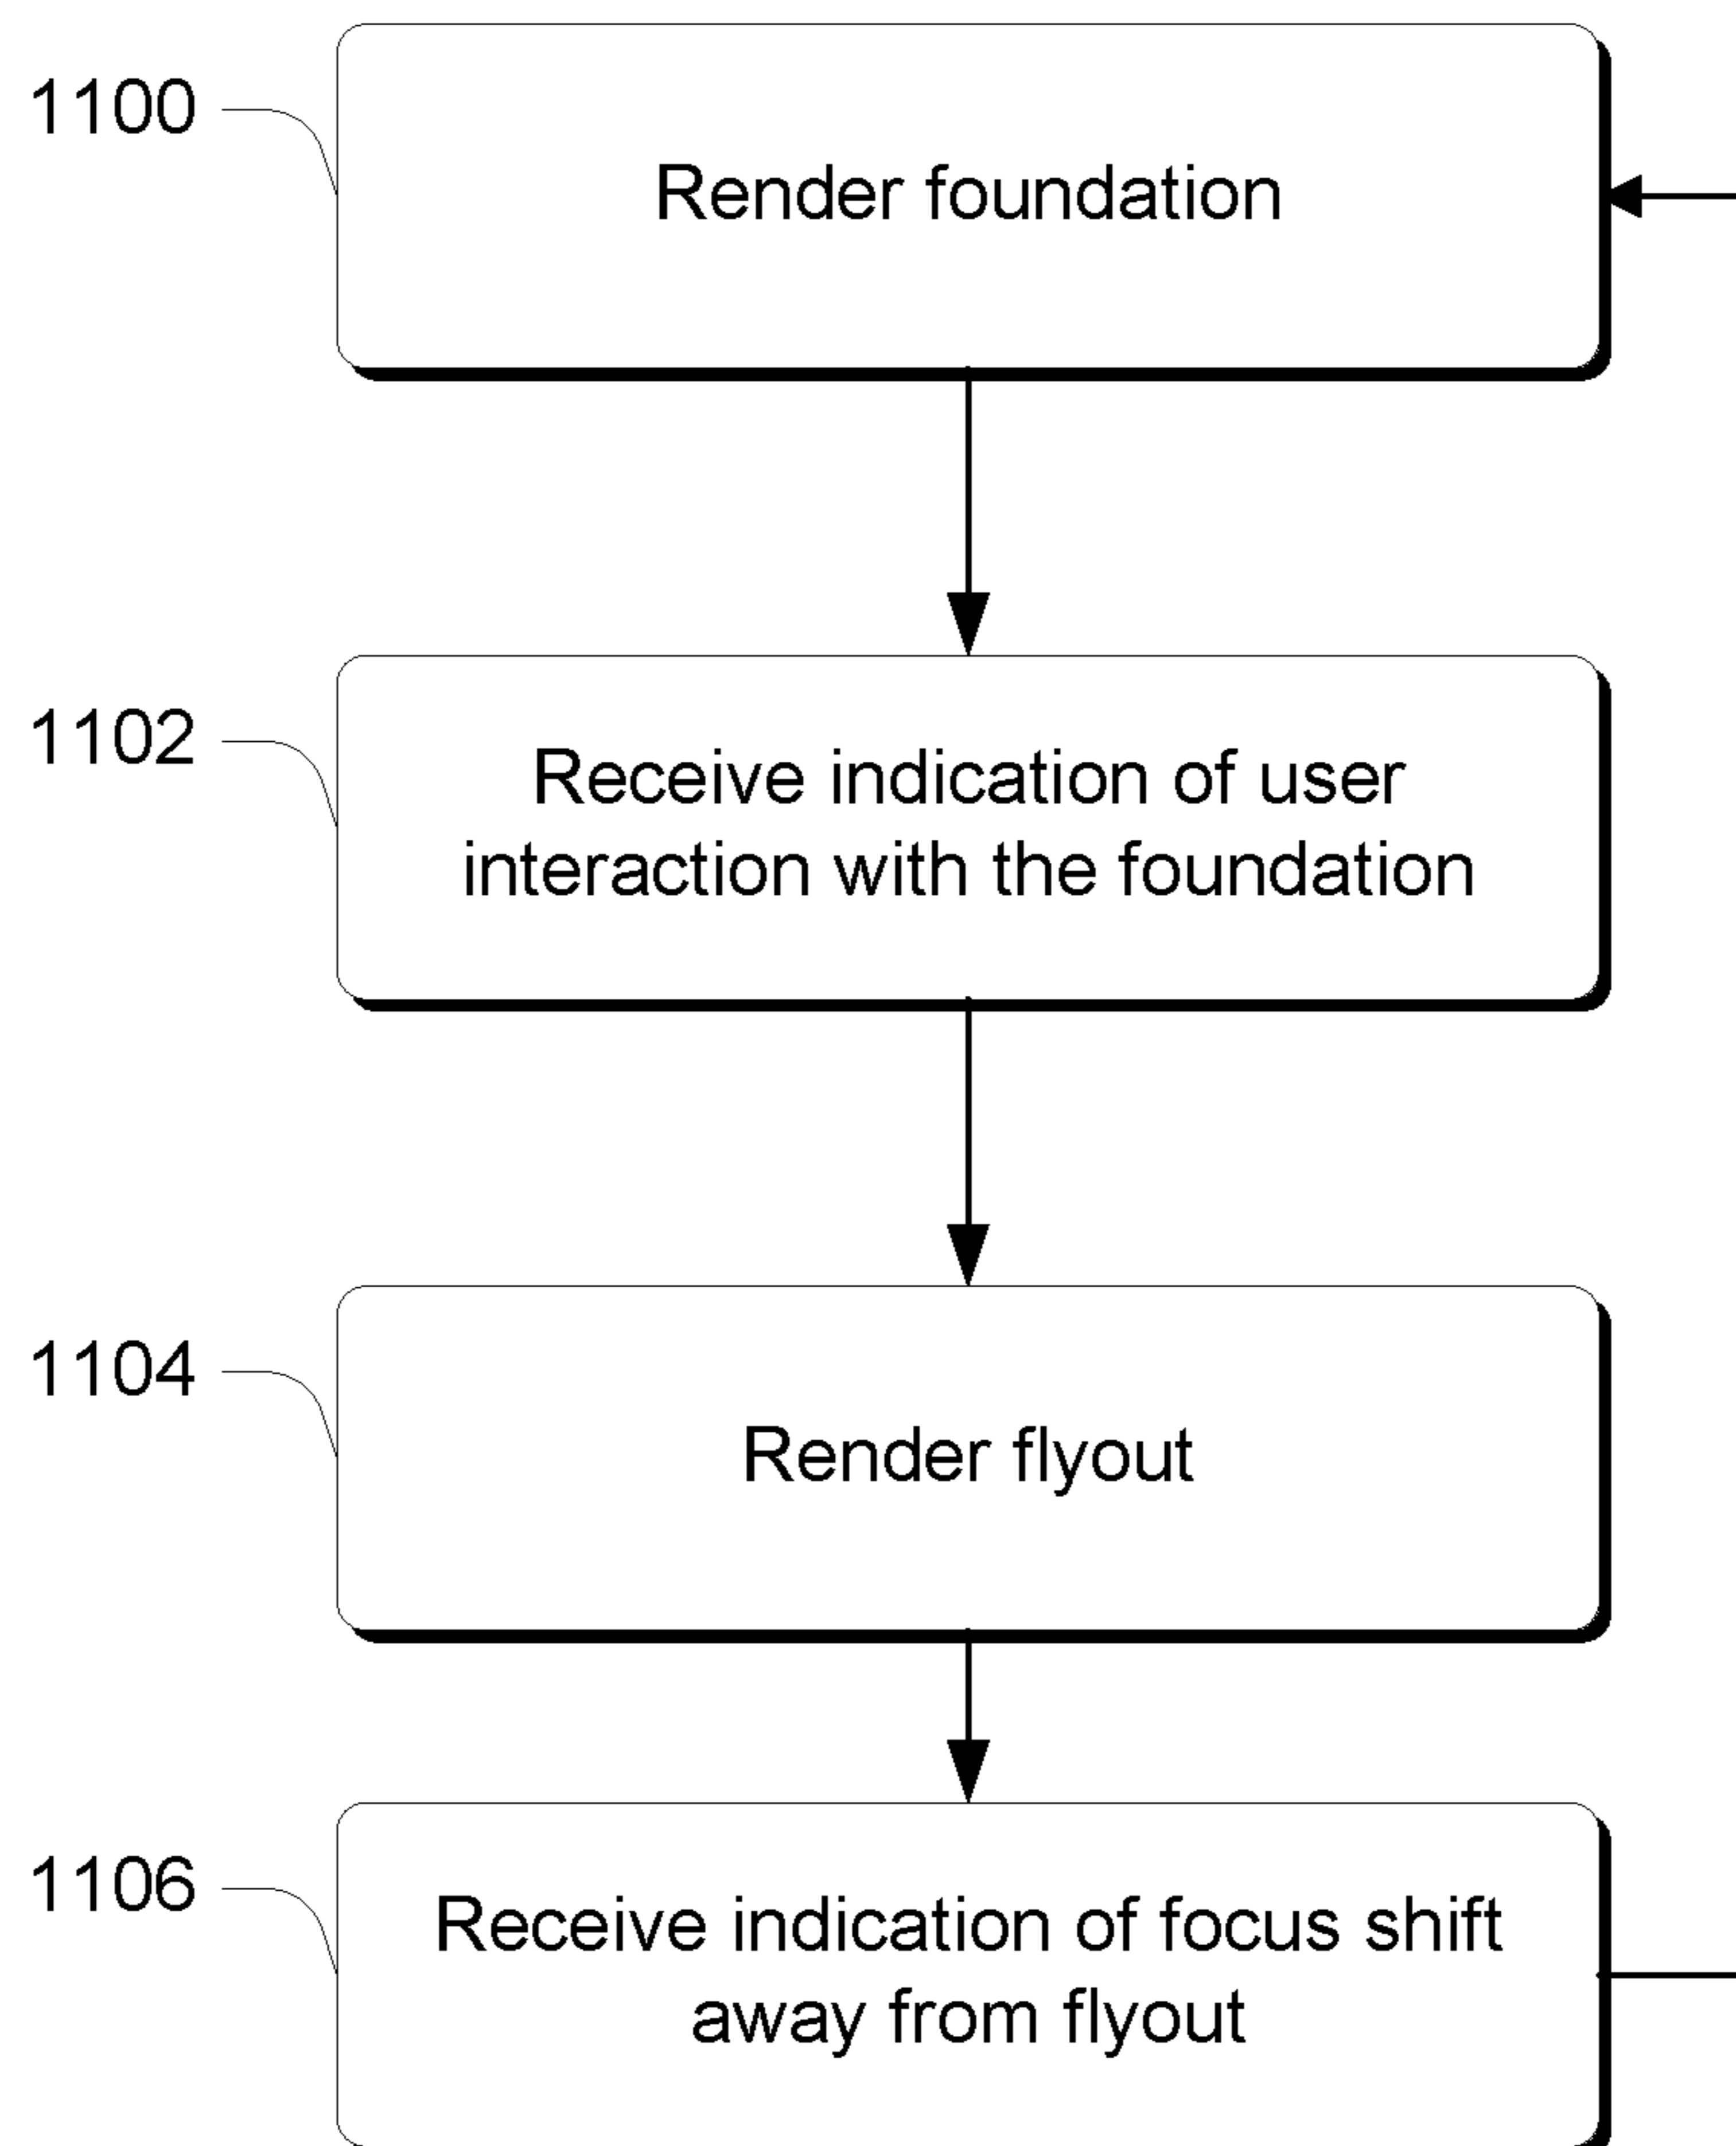 1100
Render foundation
1102
Receive indication of user
interaction with the foundation
1104
Render flyout
1106
Receive indication of focus shift
away from flyout